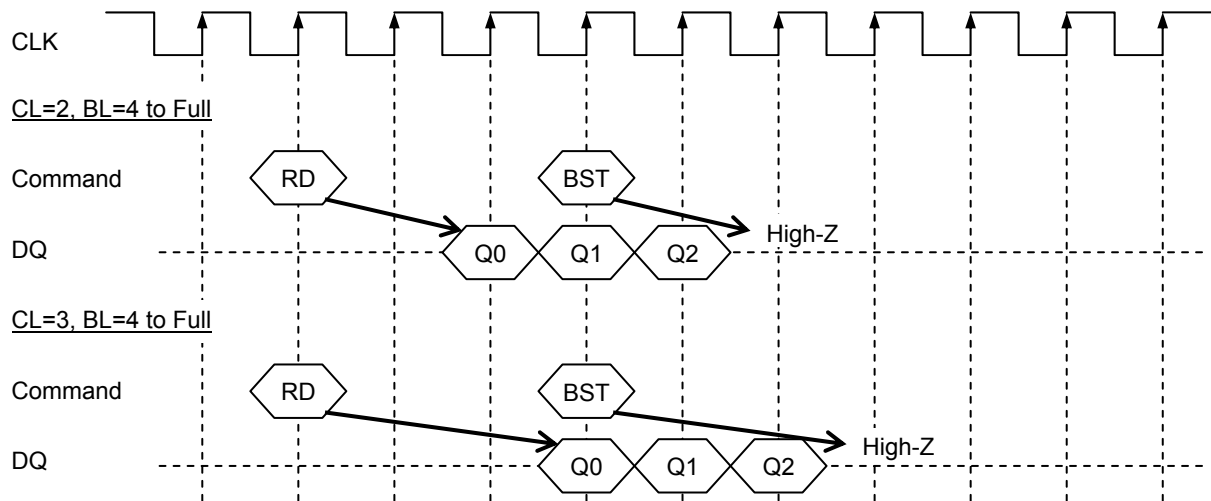 CLK
CL=2, BL=4 to Full
Command RD BST
High-Z
DQ Q0 Q1 Q2
CL=3, BL=4 to Full
Command RD BST
High-Z
DQ Q0 Q1 Q2